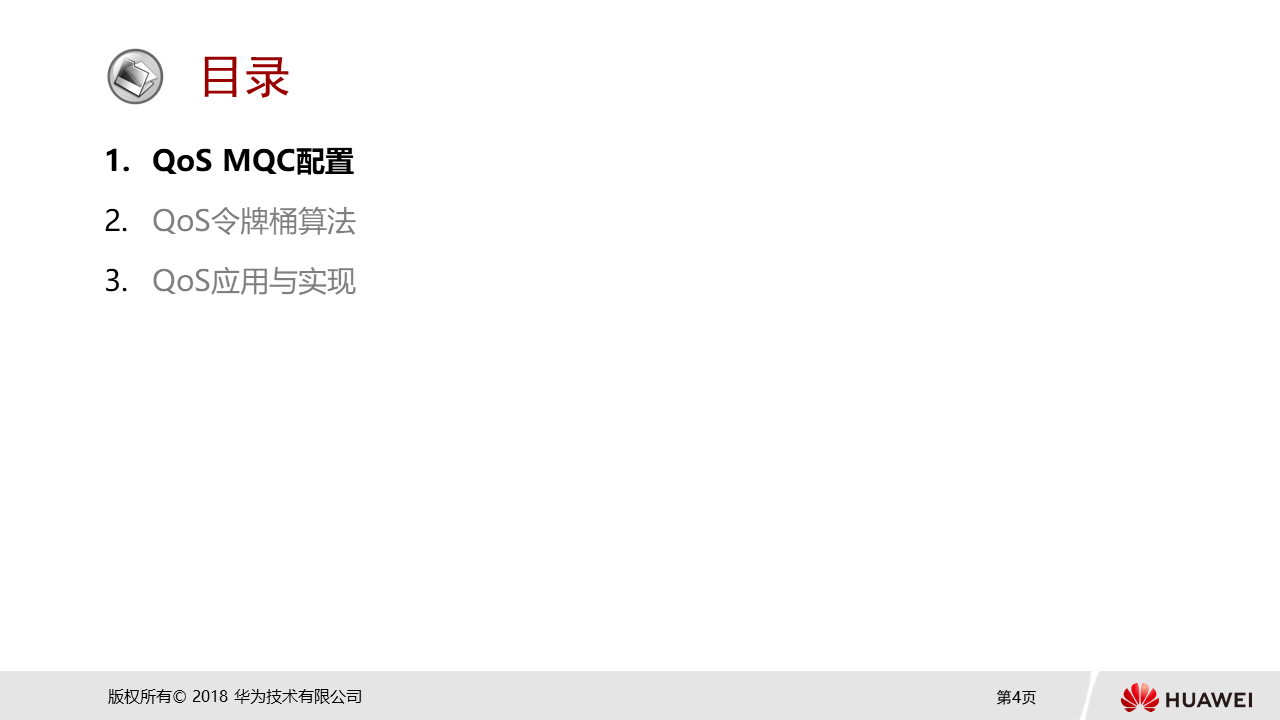 目录
1. QoS MQC配置
2. QoS令牌桶算法
3. QoS应用与实现
版权所有© 2018 华为技术有限公司
第4页
HUAWEI